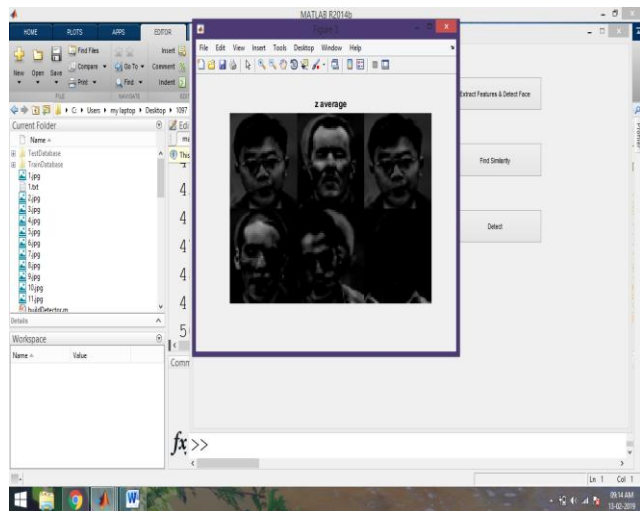 MATLAB R2014b
HOME PLOTS APPS EDITOR
Figure 1
File Edit View Insert Tools Desktop Window Help
New Open Save
Find Files
Compare
Print
Go To
Find
Insert
Comment
Indent
FILE
NAVIGATE
C: Users my laptop Desktop 1097
Current Folder
Name
TestDatabase
TrainDatabase
1.jpg
1.txt
2.jpg
3.jpg
4.jpg
5.jpg
6.jpg
7.jpg
8.jpg
9.jpg
10.jpg
11.jpg
buildDetector.m
Details
Workspace
Name Value
This
z average
Extract Features & Detect Face
Find Similarity
Detect
fx >>
Ln 1 Col 1
09:14 AM
13-02-2019